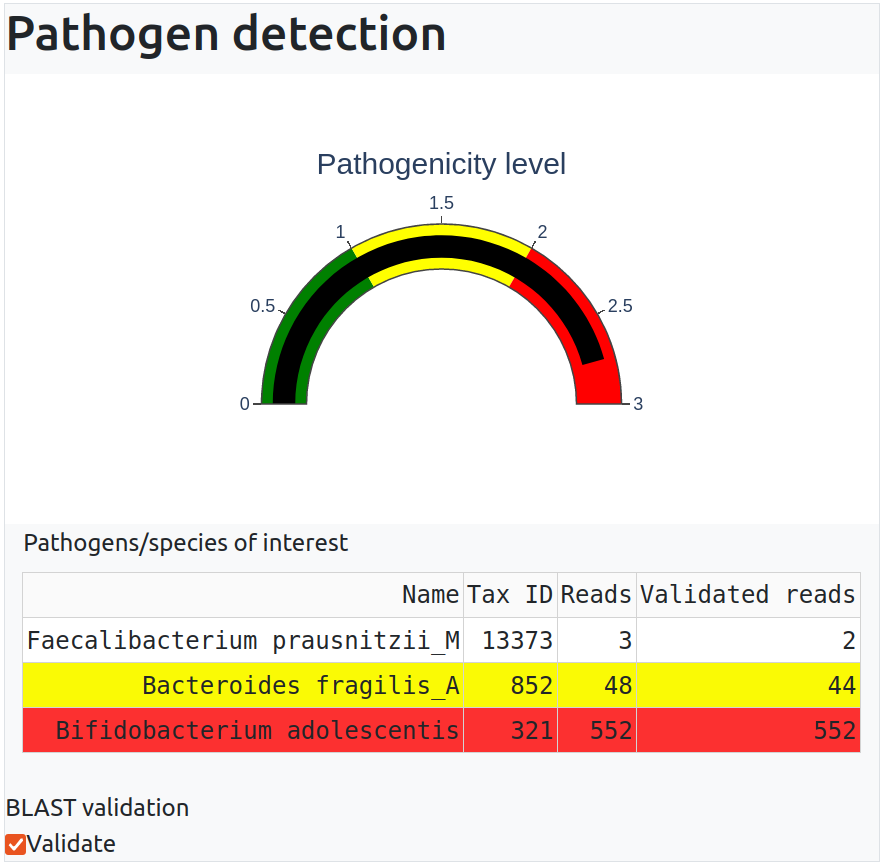 Pathogen detection
Pathogenicity level
1.5
1 2
0.5 2.5
0 3
Pathogens/species of interest
Name Tax ID Reads Validated reads
Faecalibacterium prausnitzii_M 13373 3 2
Bacteroides fragilis_A 852 48 44
Bifidobacterium adolescentis 321 552 552
BLAST validation
Validate